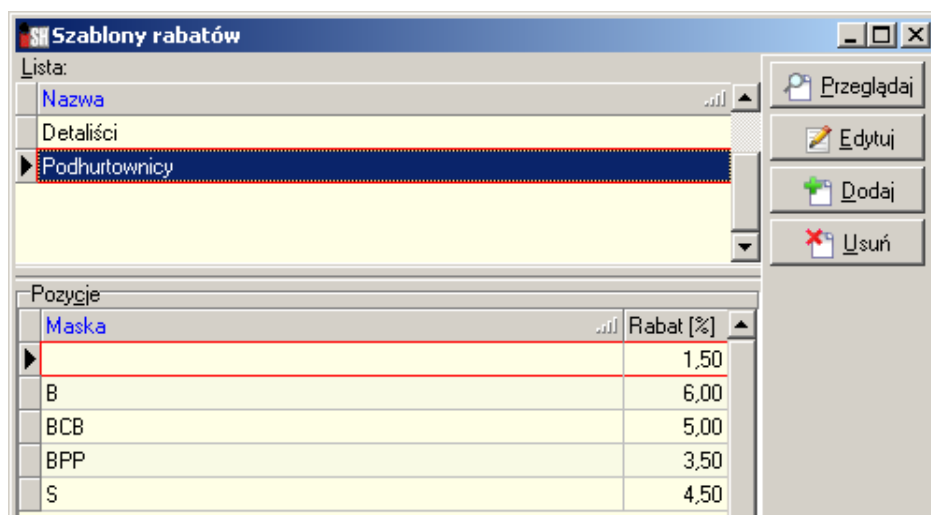 SH Szablony rabatów
Lista:
Nazwa
Detaliści
Podhurtownicy
Przeglądaj
Edytuj
Dodaj
Usuń
Pozycje
Maska Rabat [%]
1,50
B 6,00
BCB 5,00
BPP 3,50
S 4,50